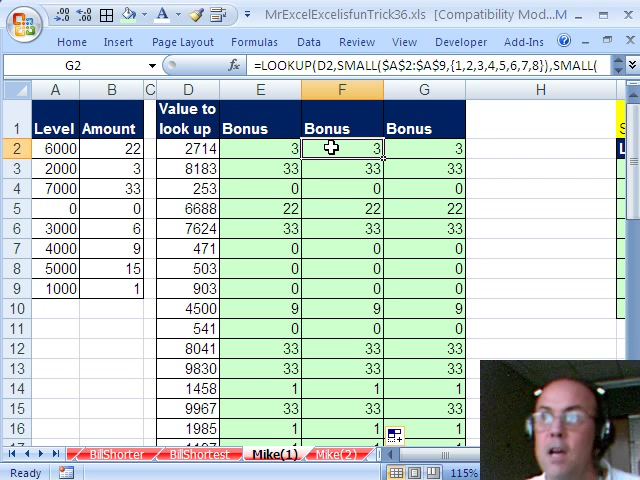 MrExcelExcelisfunTrick36.xls [Compatibility Mod...
Home Insert Page Layout Formulas Data Review View Developer Add-Ins
G2 fx =LOOKUP(D2,SMALL($A$2:$A$9,{1,2,3,4,5,6,7,8}),SMALL(
A B C D E F G H
Value to
1 Level Amount look up Bonus Bonus Bonus
2 6000 22 2714 3 3 3
3 2000 3 8183 33 33 33
4 7000 33 253 0 0 0
5 0 0 6688 22 22 22
6 3000 6 7624 33 33 33
7 4000 9 471 0 0 0
8 5000 15 503 0 0 0
9 1000 1 903 0 0 0
10 4500 9 9 9
11 541 0 0 0
12 8041 33 33 33
13 9830 33 33 33
14 1458 1 1 1
15 9967 33 33 33
16 1985 1 1
BillShorter BillShortest Mike(1) Mike(2)
Ready 115%